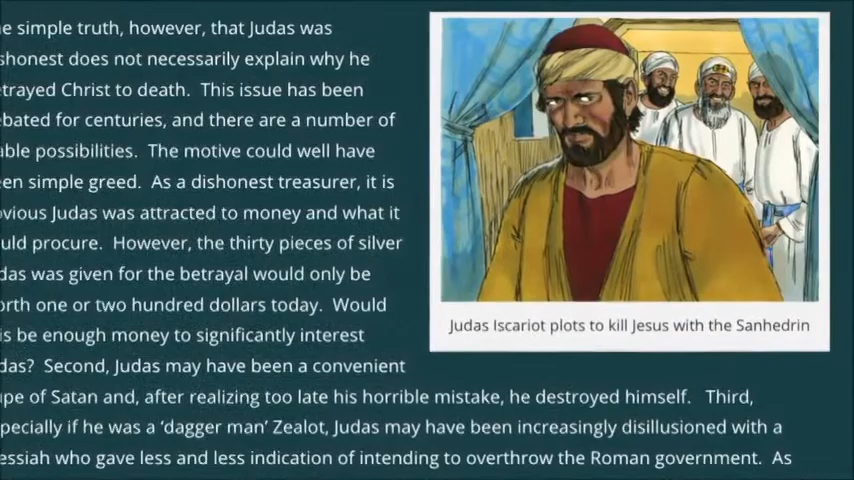 e simple truth, however, that Judas was
shonest does not necessarily explain why he
trayed Christ to death.  This issue has been
bated for centuries, and there are a number of
able possibilities.  The motive could well have
en simple greed.  As a dishonest treasurer, it is
vious Judas was attracted to money and what it
uld procure.  However, the thirty pieces of silver
das was given for the betrayal would only be
orth one or two hundred dollars today.  Would
is be enough money to significantly interest
das?  Second, Judas may have been a convenient
pe of Satan and, after realizing too late his horrible mistake, he destroyed himself.   Third,
pecially if he was a ‘dagger man’ Zealot, Judas may have been increasingly disillusioned with a
essiah who gave less and less indication of intending to overthrow the Roman government.  As
Judas Iscariot plots to kill Jesus with the Sanhedrin